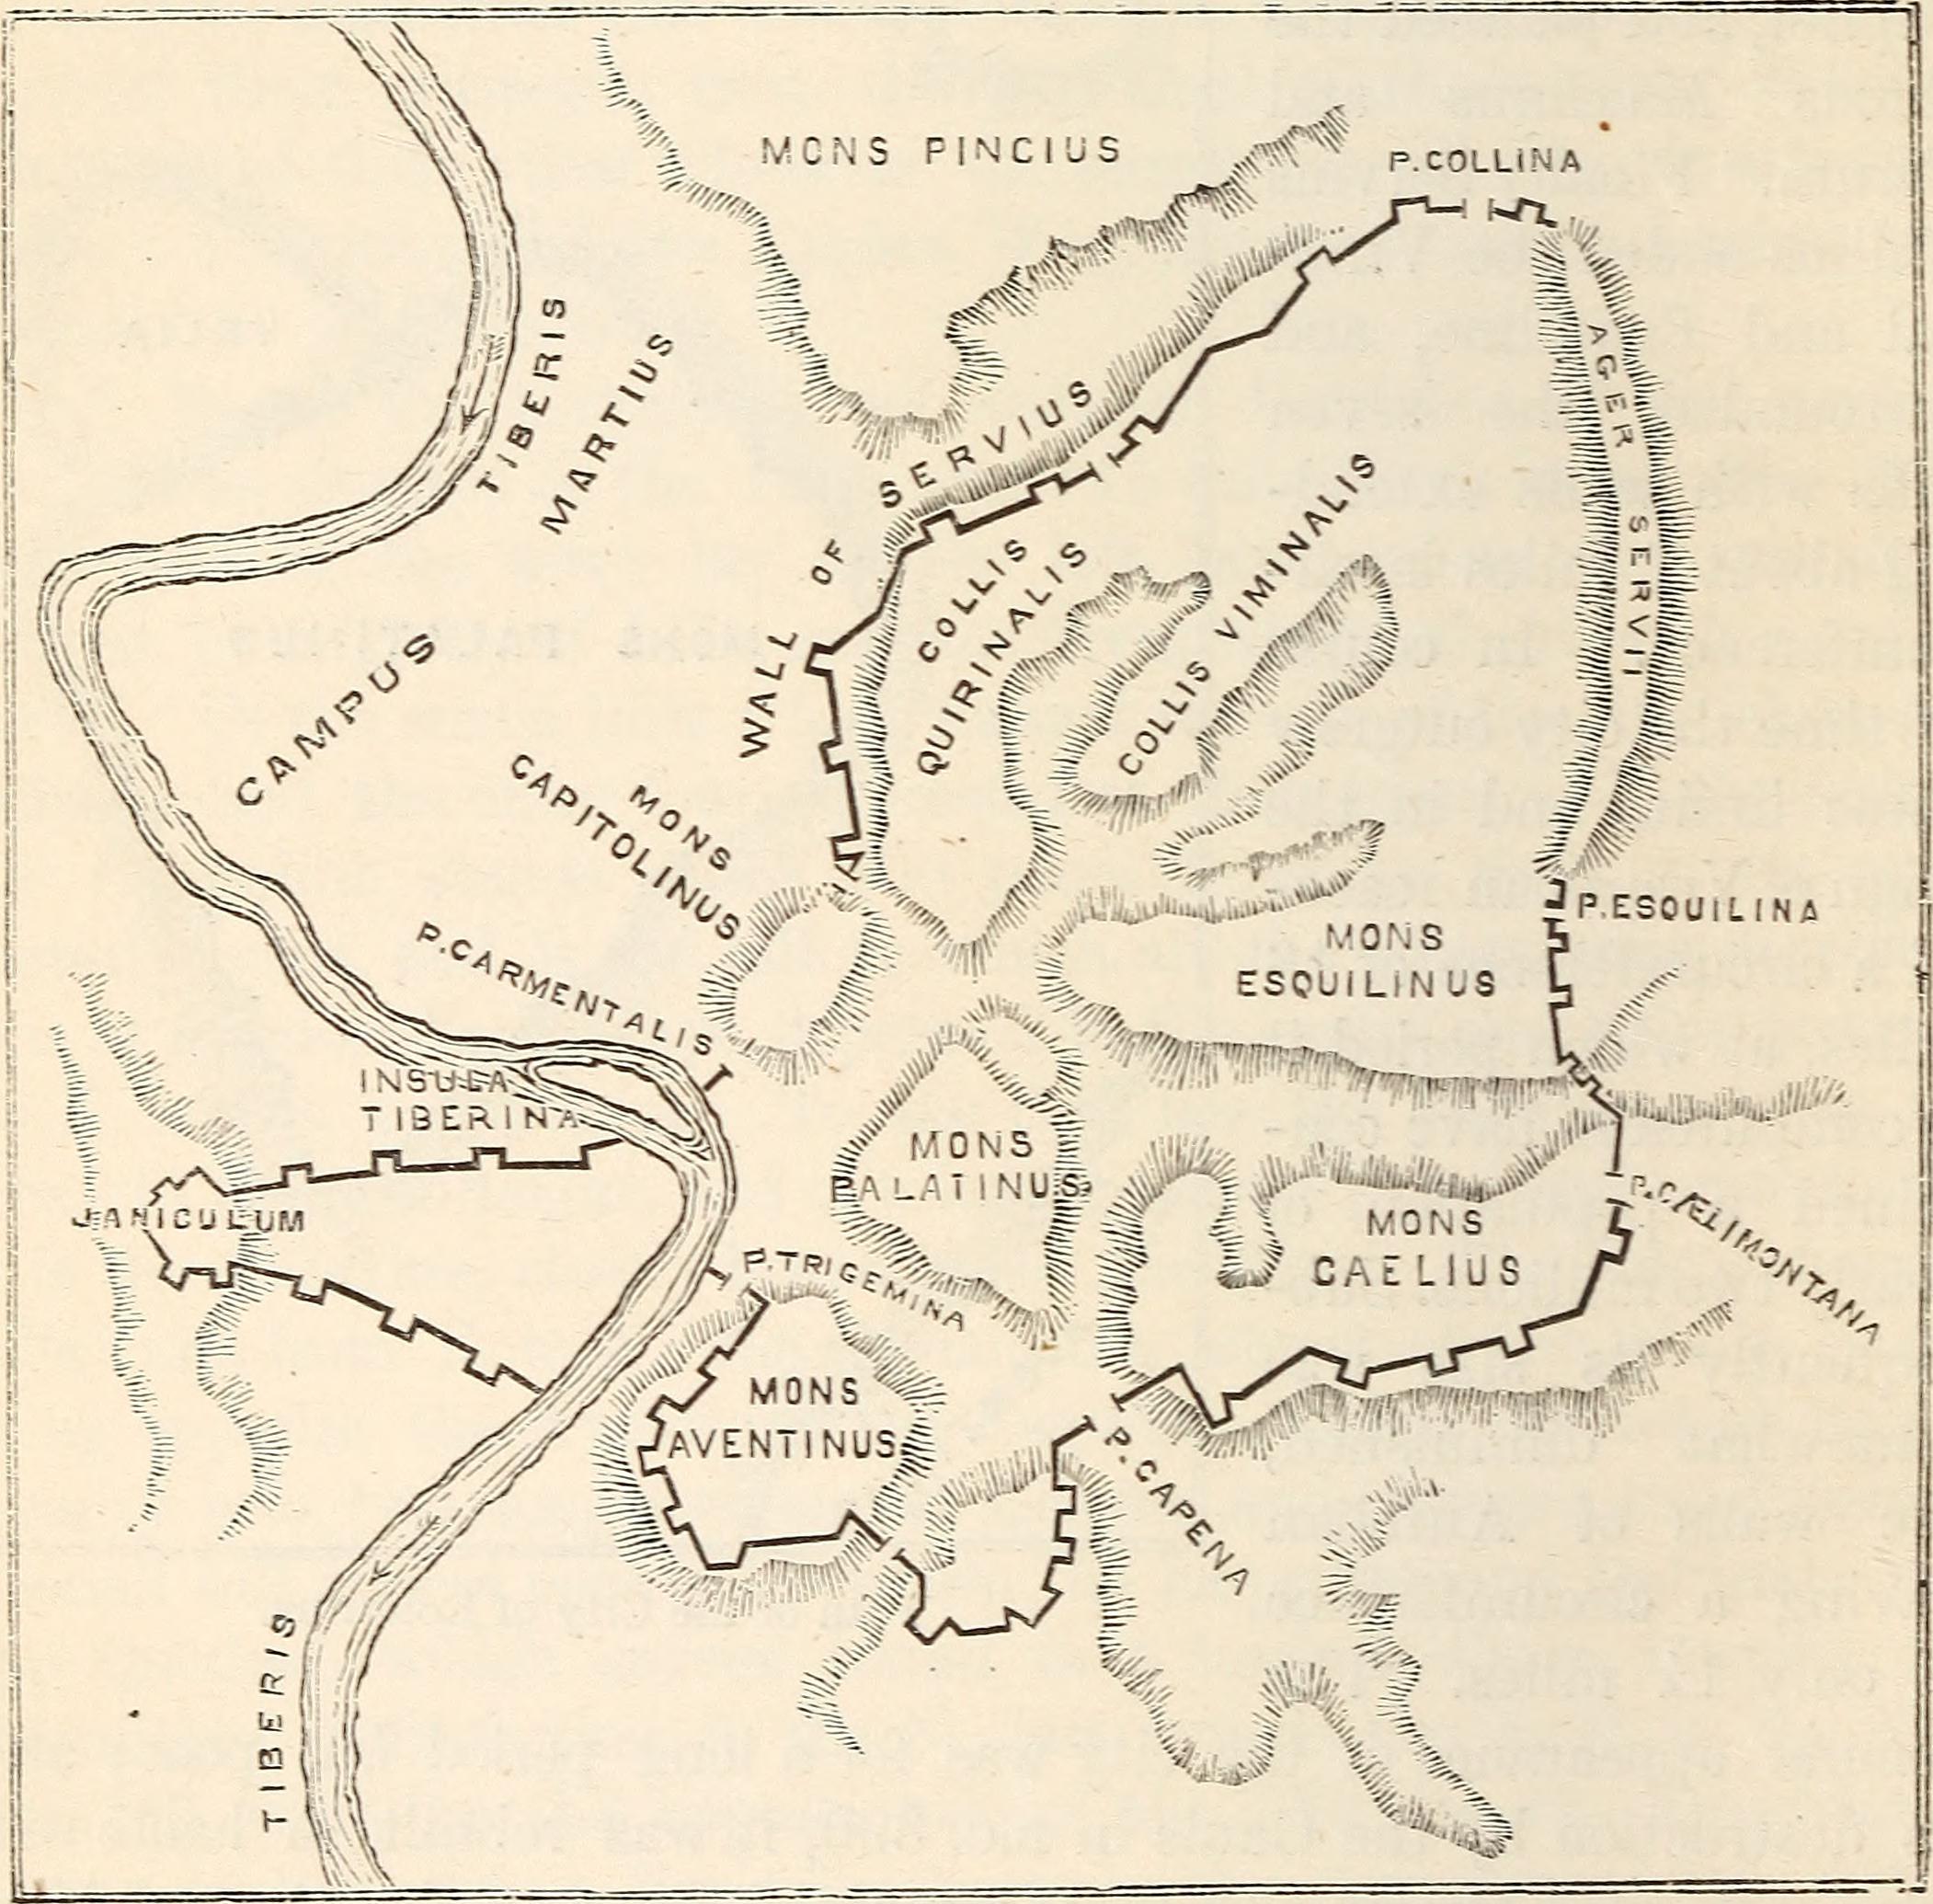 MONS PINCIUS
P. COLLINA
TIBERIS
MARTIUS
CAMPUS
WALL OF SERVIUS
AGER SERVII
COLLIS
QUIRINALIS
COLLIS VIMINALIS
MONS
CAPITOLINUS
P. CARMENTALIS
P. ESQUILINA
MONS
ESQUILINUS
INSULA
TIBERINA
JANICULUM
MONS
PALATINUS
P. CÆLIMONTANA
MONS
CAELIUS
P. TRIGEMINA
MONS
AVENTINUS
P. CAPENA
TIBERIS